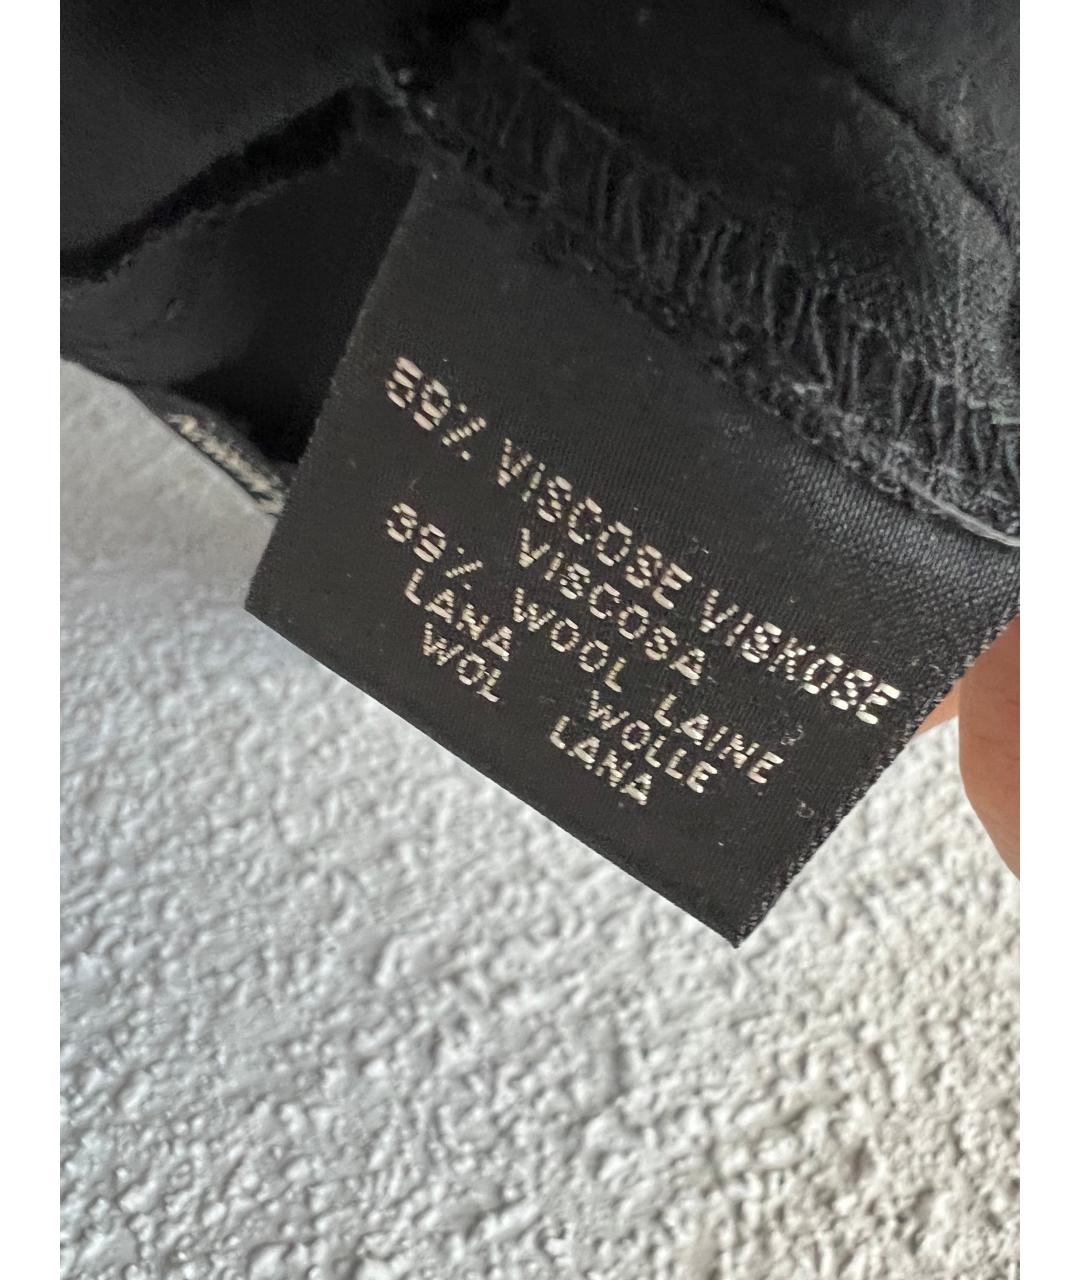 59% VISCOSE VISKOSE
VISCOSA
39% WOOL LAINE
LANA WOLLE
WOL LANA